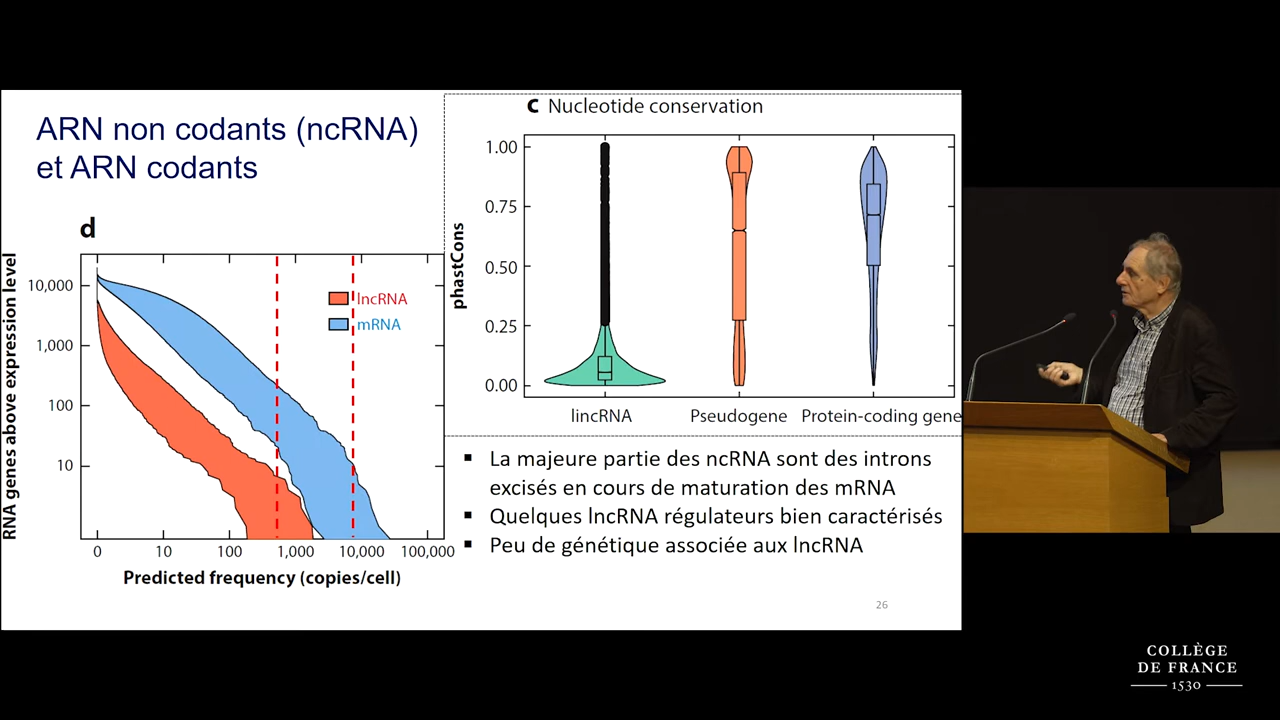 ARN non codants (ncRNA)
et ARN codants
d
RNA genes above expression level
10,000
1,000
100
10
lncRNA
mRNA
0 10 100 1,000 10,000 100,000
Predicted frequency (copies/cell)
c Nucleotide conservation
phastCons
1.00
0.75
0.50
0.25
0.00
lincRNA Pseudogene Protein-coding gene
▪ La majeure partie des ncRNA sont des introns
excisés en cours de maturation des mRNA
▪ Quelques lncRNA régulateurs bien caractérisés
▪ Peu de génétique associée aux lncRNA
26
COLLÈGE
DE FRANCE
1530